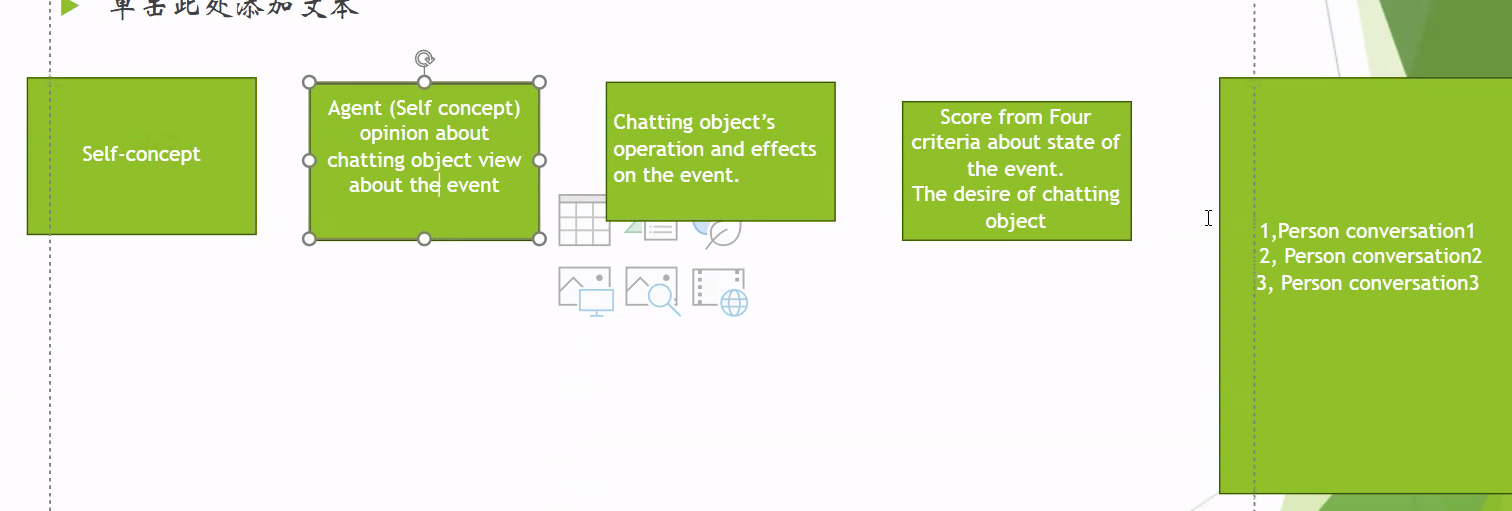 单击此处添加文本
Self-concept
Agent (Self concept)
opinion about
chatting object view
about the event
Chatting object's
operation and effects
on the event.
Score from Four
criteria about state of
the event.
The desire of chatting
object
1,Person conversation1
2, Person conversation2
3, Person conversation3